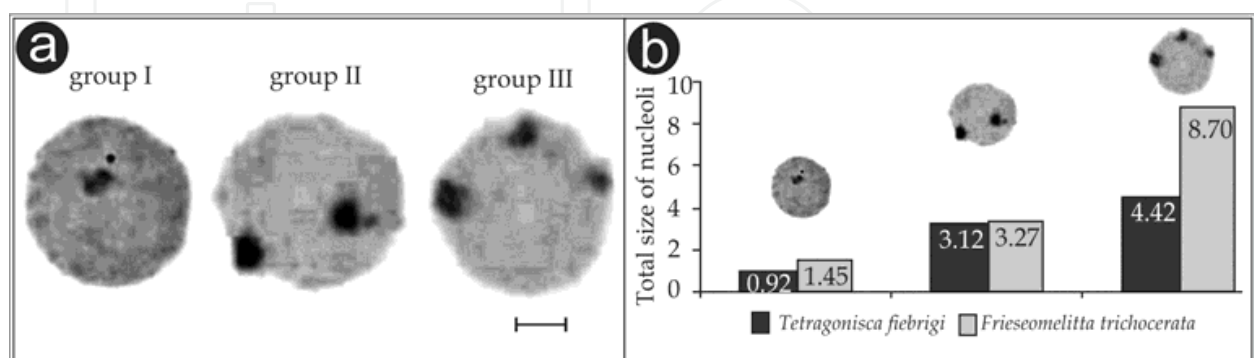 a
group I
group II
group III
b
Total size of nucleoli
10
8
6
4
2
0
0.92
1.45
3.12
3.27
4.42
8.70
Tetragonisca fiebrigi
Frieseomelitta trichocerata